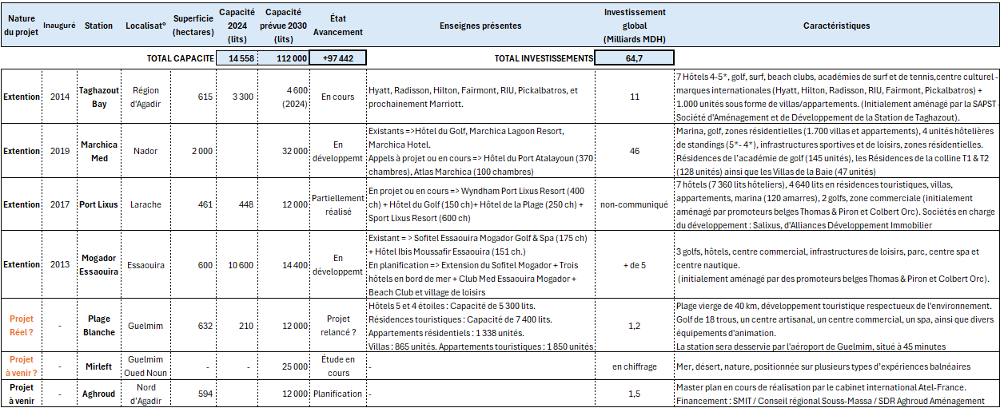 Nature du projet | Inauguré | Station | Localisat° | Superficie (hectares) | Capacité 2024 (lits) | Capacité prévue 2030 (lits) | État Avancement | Enseignes présentes | Investissement global (Milliards MDH) | Caractéristiques
TOTAL CAPACITE | 14 558 | 112 000 | +97 442 | TOTAL INVESTISSEMENTS | 64,7
Extention | 2014 | Taghazout Bay | Région d'Agadir | 615 | 3 300 | 4 600 (2024) | En cours | Hyatt, Radisson, Hilton, Fairmont, RIU, Pickalbatros, et prochainement Marriott. | 11 | 7 Hôtels 4-5*, golf, surf, beach clubs, académies de surf et de tennis,centre culturel - marques internationales (Hyatt, Hilton, Radisson, RIU, Fairmont, Pickalbatros) + 1.000 unités sous forme de villas/appartements. (Initialement aménagé par la SAPST - Société d'Aménagement et de Développement de la Station de Taghazout).
Extention | 2019 | Marchica Med | Nador | 2 000 | 32 000 | En développemt | Existants =>Hôtel du Golf, Marchica Lagoon Resort, Marchica Hotel. Appels à projet ou en cours => Hôtel du Port Atalayoun (370 chambres), Atlas Marchica (100 chambres) | 46 | Marina, golf, zones résidentielles (1.700 villas et appartements), 4 unités hôtelières de standings (5*- 4*), infrastructures sportives et de loisirs, zones résidentielles. Résidences de l'académie de golf (145 unités), les Résidences de la colline T1 & T2 (128 unités) ainsi que les Villas de la Baie (47 unités)
Extention | 2017 | Port Lixus | Larache | 461 | 448 | 12 000 | Partiellement réalisé | En projet ou en cours => Wyndham Port Lixus Resort (400 ch) + Hôtel du Golf (150 ch)+ Hôtel de la Plage (250 ch) + Sport Lixus Resort (600 ch) | non-communiqué | 7 hôtels (7 360 lits hôteliers), 4 640 lits en résidences touristiques, villas, appartements, marina (120 amarres), 2 golfs, zone commerciale (initialement aménagé par promoteurs belges Thomas & Piron et Colbert Orc). Sociétés en charge du développement : Salixus, d'Alliances Développement Immobilier
Extention | 2013 | Mogador Essaouira | Essaouira | 600 | 10 600 | 14 400 | En développemt | Existant = > Sofitel Essaouira Mogador Golf & Spa (175 ch) + Hôtel Ibis Moussafir Essaouira (151 ch.) En planification => Extension du Sofitel Mogador + Trois hôtels en bord de mer + Club Med Essaouira Mogador + Beach Club et village de loisirs | + de 5 | 3 golfs, hôtels, centre commercial, infrastructures de loisirs, parc, centre spa et centre nautique. (initialement aménagé par des promoteurs belges Thomas & Piron et Colbert Orc).
Projet Réel ? | - | Plage Blanche | Guelmim | 632 | 210 | 12 000 | Projet relancé ? | Hôtels 5 et 4 étoiles : Capacité de 5 300 lits. Résidences touristiques : Capacité de 7 400 lits. Appartements résidentiels : 1 338 unités. Villas : 865 unités. Appartements touristiques : 1 850 unités | 1,2 | Plage vierge de 40 km, développement touristique respectueux de l'environnement. Golf de 18 trous, un centre artisanal, un centre commercial, un spa, ainsi que divers équipements d'animation. La station sera desservie par l'aéroport de Guelmim, situé à 45 minutes
Projet à venir ? | - | Mirleft | Guelmim Oued Noun | - | - | 25 000 | Étude en cours | - | en chiffrage | Mer, désert, nature, positionnée sur plusieurs types d'expériences balnéaires
Projet à venir | - | Aghroud | Nord d'Agadir | 594 | 12 000 | Planification | - | 1,5 | Master plan en cours de réalisation par le cabinet international Atel-France. Financement : SMIT / Conseil régional Souss-Massa / SDR Aghroud Aménagement